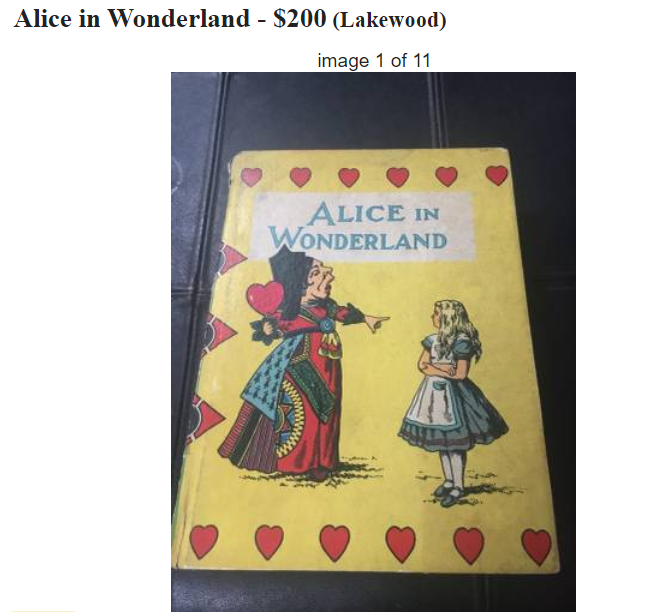 Alice in Wonderland - $200 (Lakewood)
image 1 of 11
ALICE IN
WONDERLAND